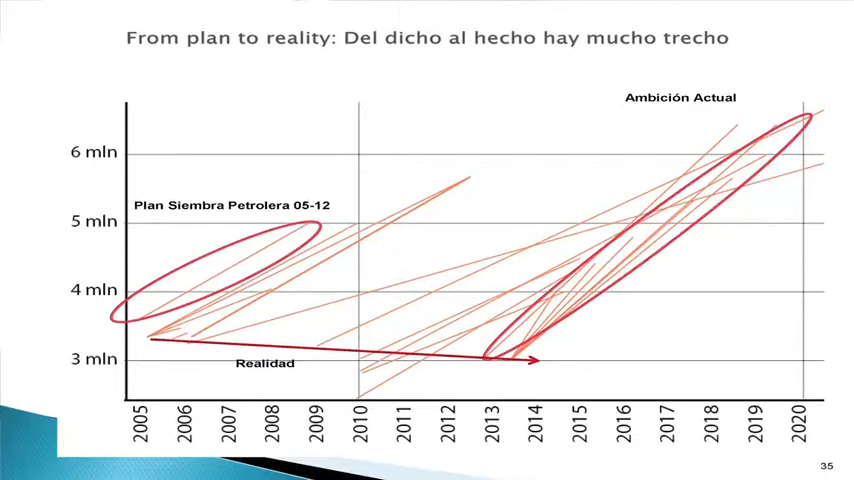 From plan to reality: Del dicho al hecho hay mucho trecho
Ambición Actual
6 mln
Plan Siembra Petrolera 05-12
5 mln
4 mln
3 mln
Realidad
2005 2006 2007 2008 2009 2010 2011 2012 2013 2014 2015 2016 2017 2018 2019 2020
35